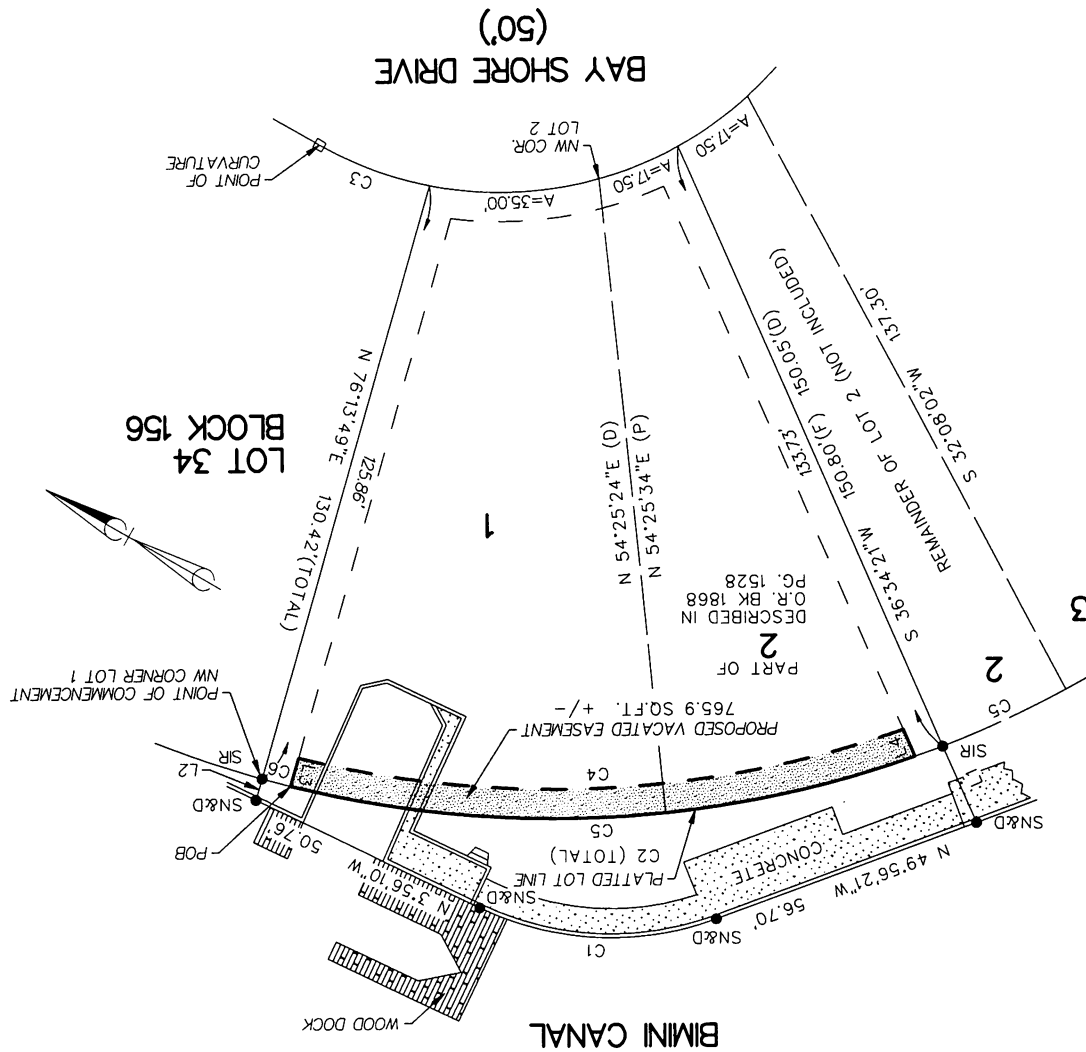 BIMINI CANAL
WOOD DOCK
C1
SN&D
SN&D
SN&D
SN&D
N 3°56'10"W
50.76'
N 49°56'21"W
56.70'
CONCRETE
PLATTED LOT LINE
C2 (TOTAL)
C5
C4
POB
L2
SIR
SIR
C6
L3
C5
POINT OF COMMENCEMENT
NW CORNER LOT 1
PROPOSED VACATED EASEMENT
765.9 SQ.FT. +/-
PART OF
2
DESCRIBED IN
O.R. BK 1868
PG. 1528
2
3
1
N 54°25'24"E (D)
N 54°25'34"E (P)
N 76°13'49"E
130.42'(TOTAL)
125.86'
LOT 34
BLOCK 156
S 36°34'21"W
150.80'(F) 150.05'(D)
133.73'
REMAINDER OF LOT 2 (NOT INCLUDED)
S 32°08'02"W 137.30'
A=35.00'
A=17.50
A=17.50
NW COR.
LOT 2
C3
POINT OF
CURVATURE
BAY SHORE DRIVE
(50')